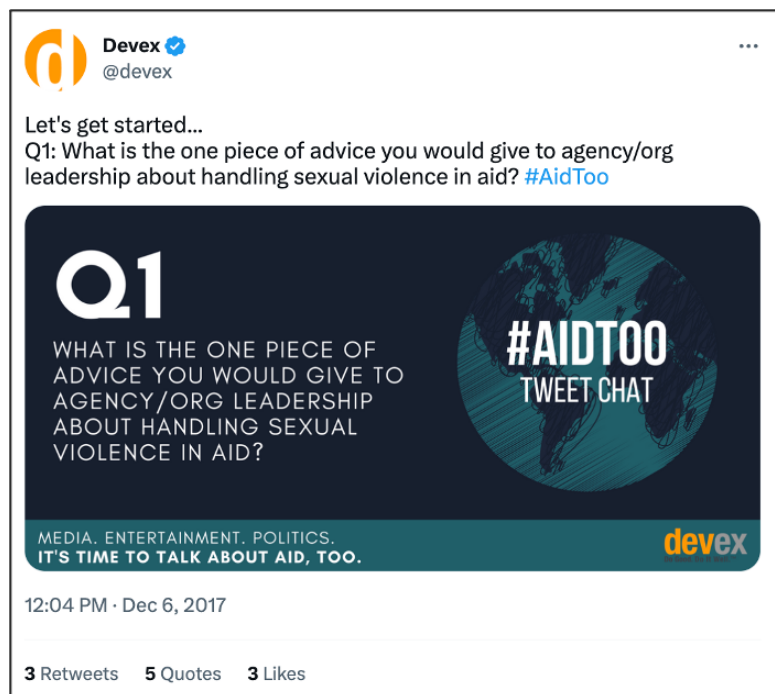 Devex
@devex
Let's get started...
Q1: What is the one piece of advice you would give to agency/org
leadership about handling sexual violence in aid? #AidToo
Q1
WHAT IS THE ONE PIECE OF
ADVICE YOU WOULD GIVE TO
AGENCY/ORG LEADERSHIP
ABOUT HANDLING SEXUAL
VIOLENCE IN AID?
#AIDTOO
TWEET CHAT
MEDIA. ENTERTAINMENT. POLITICS.
IT'S TIME TO TALK ABOUT AID, TOO.
devex
12:04 PM · Dec 6, 2017
3 Retweets 5 Quotes 3 Likes